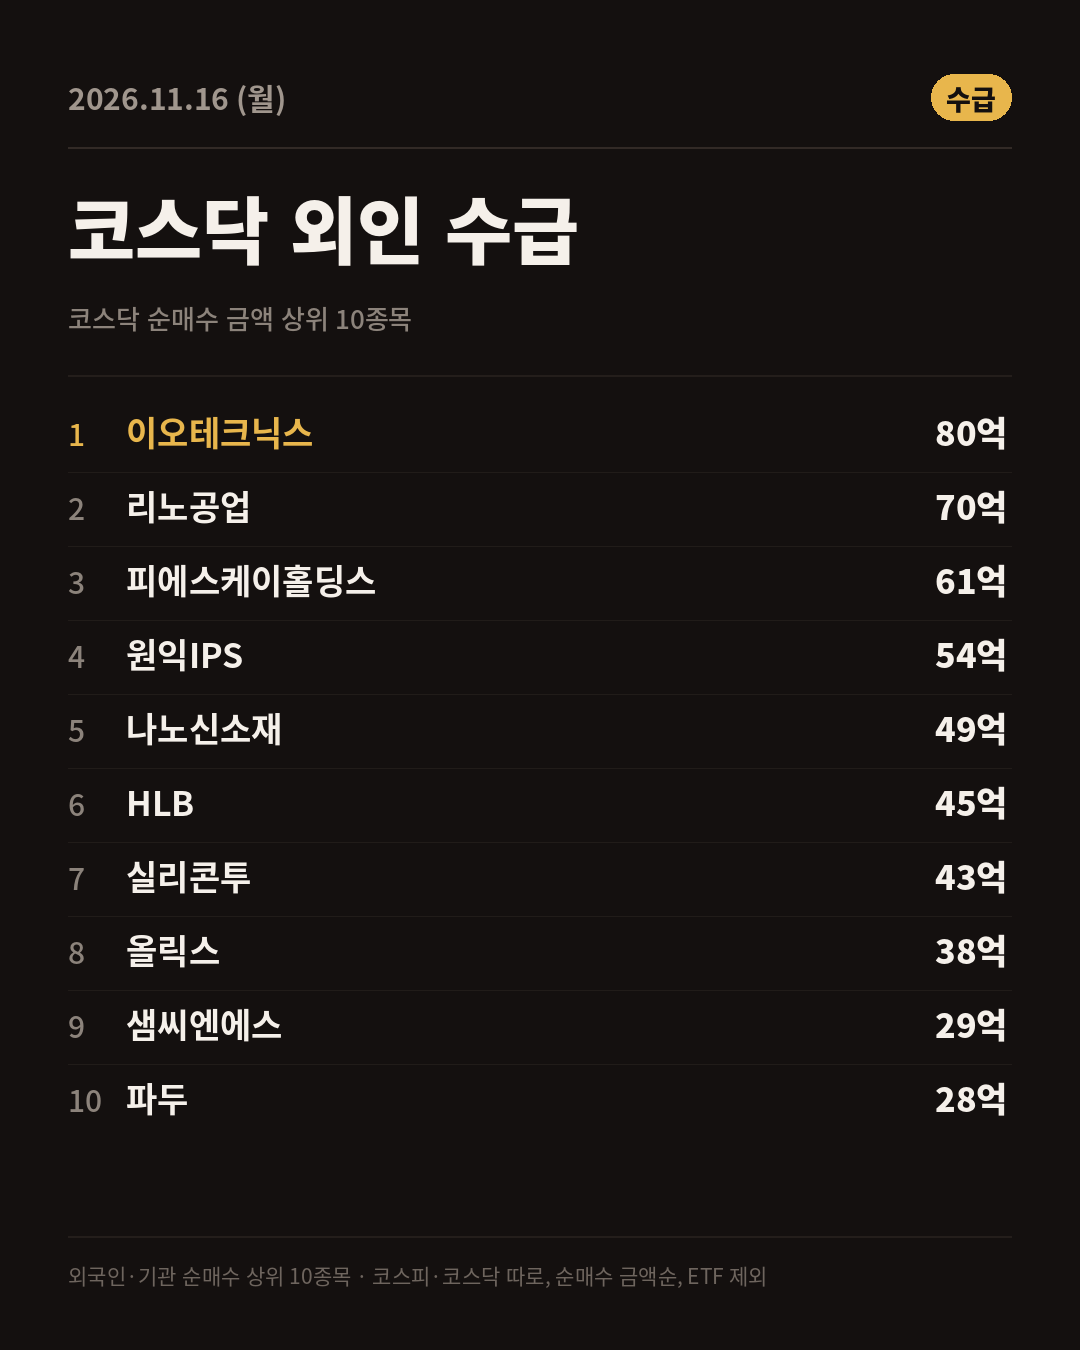 2026.11.16 (월)
수급
코스닥 외인 수급
코스닥 순매수 금액 상위 10종목
1 이오테크닉스 80억
2 리노공업 70억
3 피에스케이홀딩스 61억
4 원익IPS 54억
5 나노신소재 49억
6 HLB 45억
7 실리콘투 43억
8 올릭스 38억
9 샘씨엔에스 29억
10 파두 28억
외국인·기관 순매수 상위 10종목 · 코스피·코스닥 따로, 순매수 금액순, ETF 제외